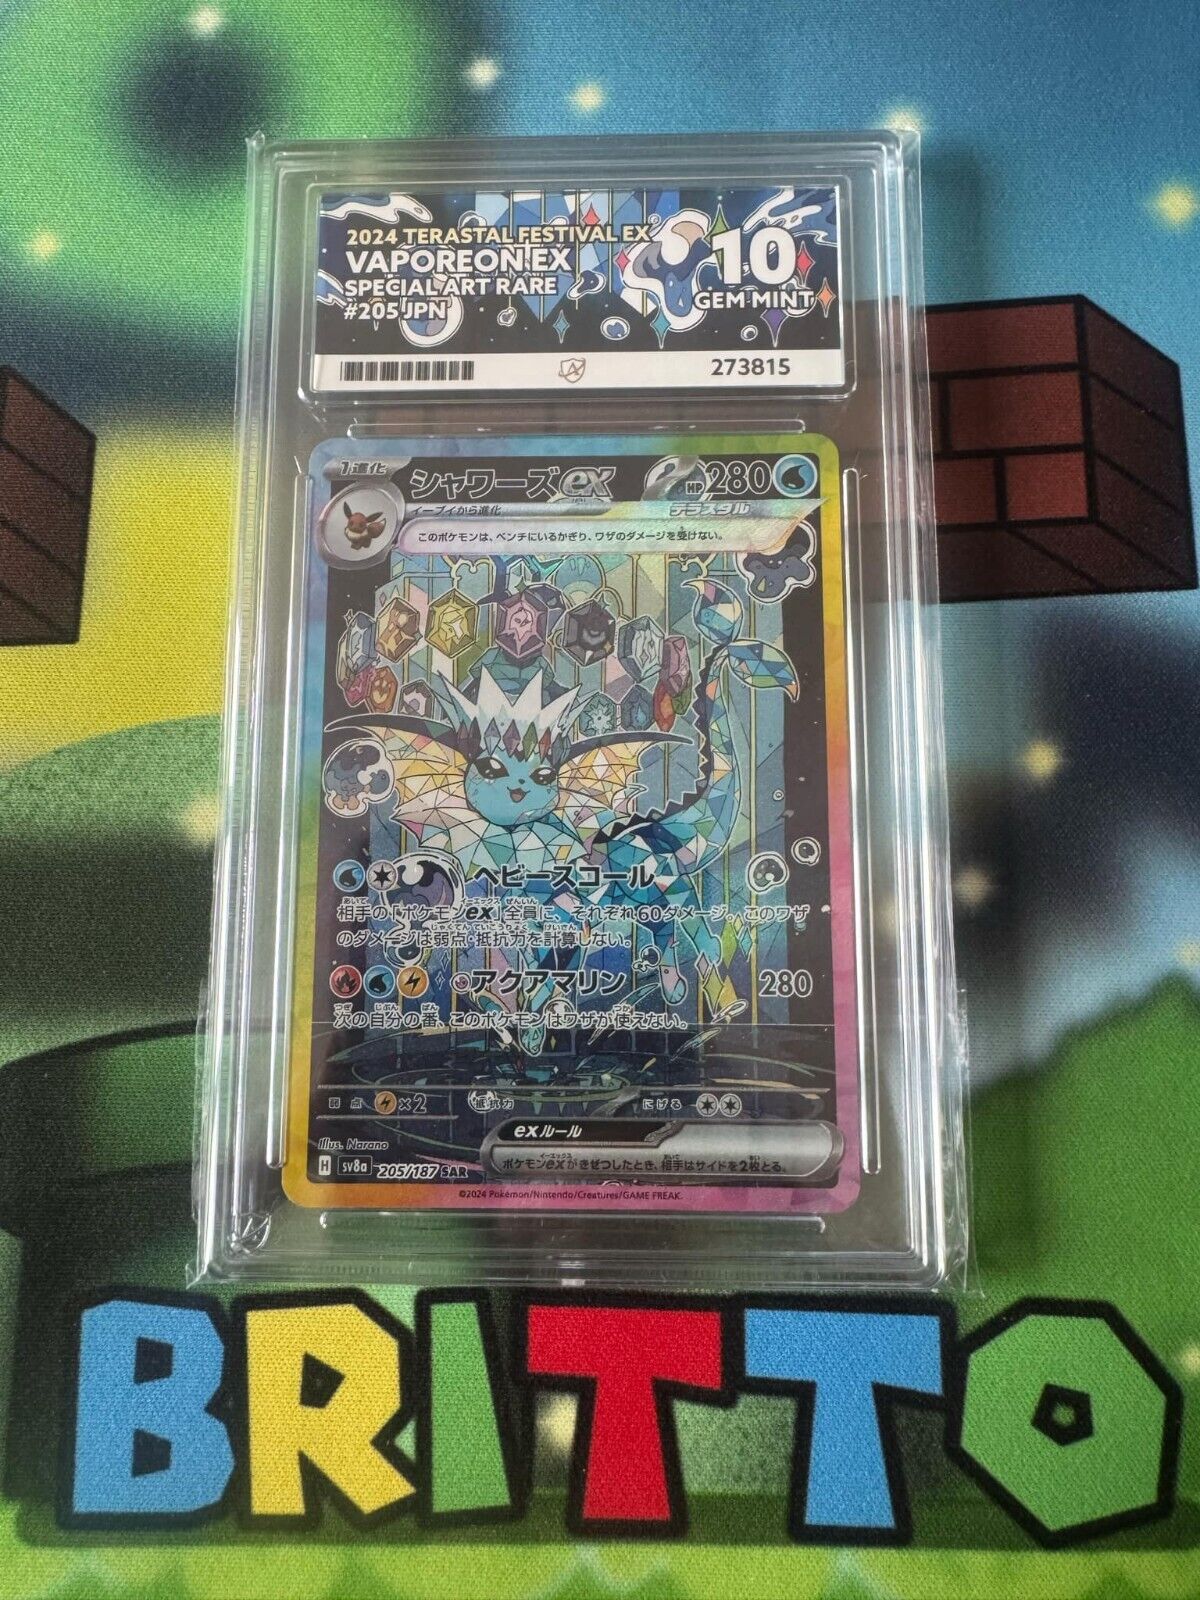 2024 TERASTAL FESTIVAL EX
VAPOREON EX
SPECIAL ART RARE
#205 JPN
10
GEM MINT
273815
1進化
シャワーズex
HP280
イーブイから進化
テラスタル
このポケモンは、ベンチにいるかぎり、ワザのダメージを受けない。
ヘビースコール
相手の「ポケモンex」全員に、それぞれ60ダメージ。このワザ
のダメージは弱点・抵抗力を計算しない。
アクアマリン 280
次の自分の番、このポケモンはワザが使えない。
弱点 ×2 抵抗力 にげる
Illus. Narano
exルール
ポケモンexがきぜつしたとき、相手はサイドを2枚とる。
H sv8a 205/187 SAR
©2024 Pokémon/Nintendo/Creatures/GAME FREAK.
BRITTO